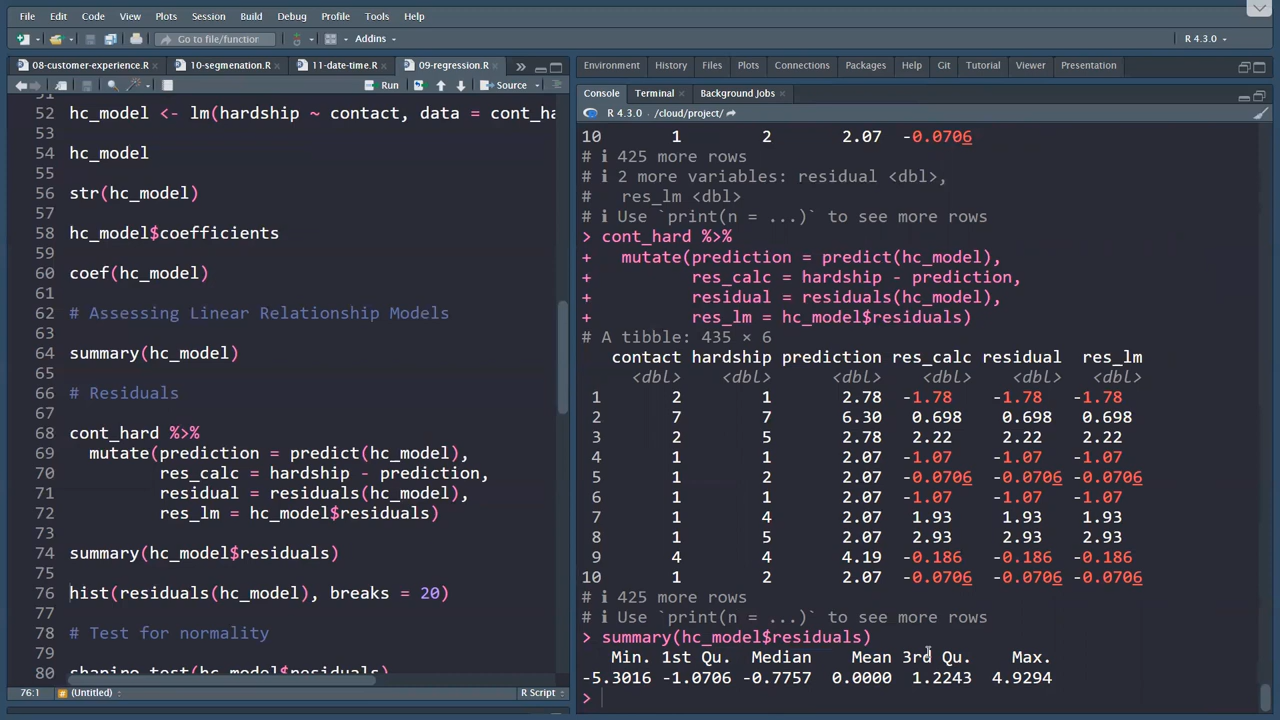 File Edit Code View Plots Session Build Debug Profile Tools Help
Go to file/function Addins R 4.3.0
08-customer-experience.R 10-segmenation.R 11-date-time.R 09-regression.R
Run Source
52 hc_model <- lm(hardship ~ contact, data = cont_ha
53
54 hc_model
55
56 str(hc_model)
57
58 hc_model$coefficients
59
60 coef(hc_model)
61
62 # Assessing Linear Relationship Models
63
64 summary(hc_model)
65
66 # Residuals
67
68 cont_hard %>%
69 mutate(prediction = predict(hc_model),
70 res_calc = hardship - prediction,
71 residual = residuals(hc_model),
72 res_lm = hc_model$residuals)
73
74 summary(hc_model$residuals)
75
76 hist(residuals(hc_model), breaks = 20)
77
78 # Test for normality
79
80 shapiro.test(hc_model$residuals)
76:1 (Untitled) R Script
Environment History Files Plots Connections Packages Help Git Tutorial Viewer Presentation
Console Terminal Background Jobs
R 4.3.0 · /cloud/project/
10 1 2 2.07 -0.0706
# ℹ 425 more rows
# ℹ 2 more variables: residual <dbl>,
# res_lm <dbl>
# ℹ Use `print(n = ...)` to see more rows
> cont_hard %>%
+ mutate(prediction = predict(hc_model),
+ res_calc = hardship - prediction,
+ residual = residuals(hc_model),
+ res_lm = hc_model$residuals)
# A tibble: 435 × 6
contact hardship prediction res_calc residual res_lm
<dbl> <dbl> <dbl> <dbl> <dbl> <dbl>
1 2 1 2.78 -1.78 -1.78 -1.78
2 7 7 6.30 0.698 0.698 0.698
3 2 5 2.78 2.22 2.22 2.22
4 1 1 2.07 -1.07 -1.07 -1.07
5 1 2 2.07 -0.0706 -0.0706 -0.0706
6 1 1 2.07 -1.07 -1.07 -1.07
7 1 4 2.07 1.93 1.93 1.93
8 1 5 2.07 2.93 2.93 2.93
9 4 4 4.19 -0.186 -0.186 -0.186
10 1 2 2.07 -0.0706 -0.0706 -0.0706
# ℹ 425 more rows
# ℹ Use `print(n = ...)` to see more rows
> summary(hc_model$residuals)
Min. 1st Qu. Median Mean 3rd Qu. Max.
-5.3016 -1.0706 -0.7757 0.0000 1.2243 4.9294
>